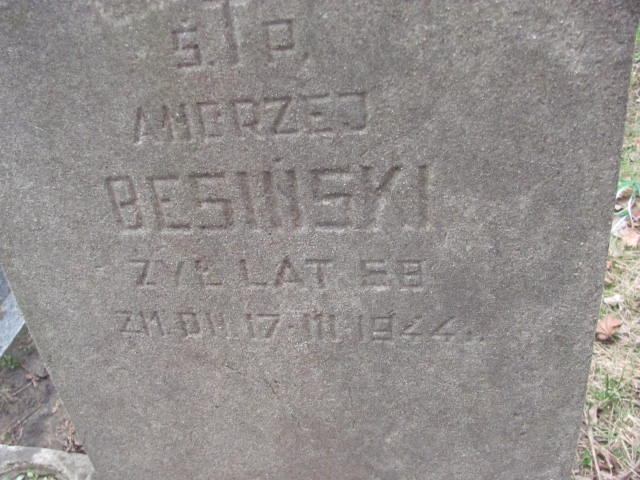 Ś.†P.
ANDRZEJ
BESIŃSKI
ŻYŁ LAT 58
ZM. DN. 17-III.1944.